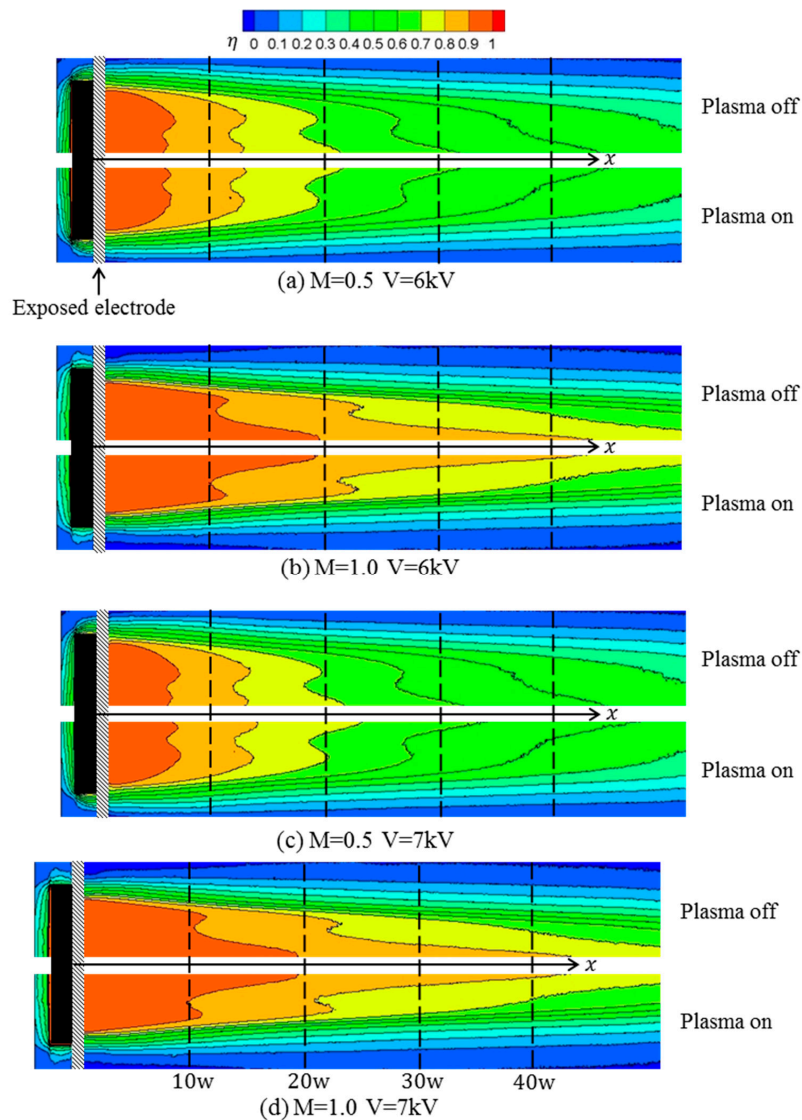 η 0 0.1 0.2 0.3 0.4 0.5 0.6 0.7 0.8 0.9 1
Plasma off
x
Plasma on
(a) M=0.5 V=6kV
Exposed electrode
Plasma off
x
Plasma on
(b) M=1.0 V=6kV
Plasma off
x
Plasma on
(c) M=0.5 V=7kV
Plasma off
x
Plasma on
10w 20w 30w 40w
(d) M=1.0 V=7kV